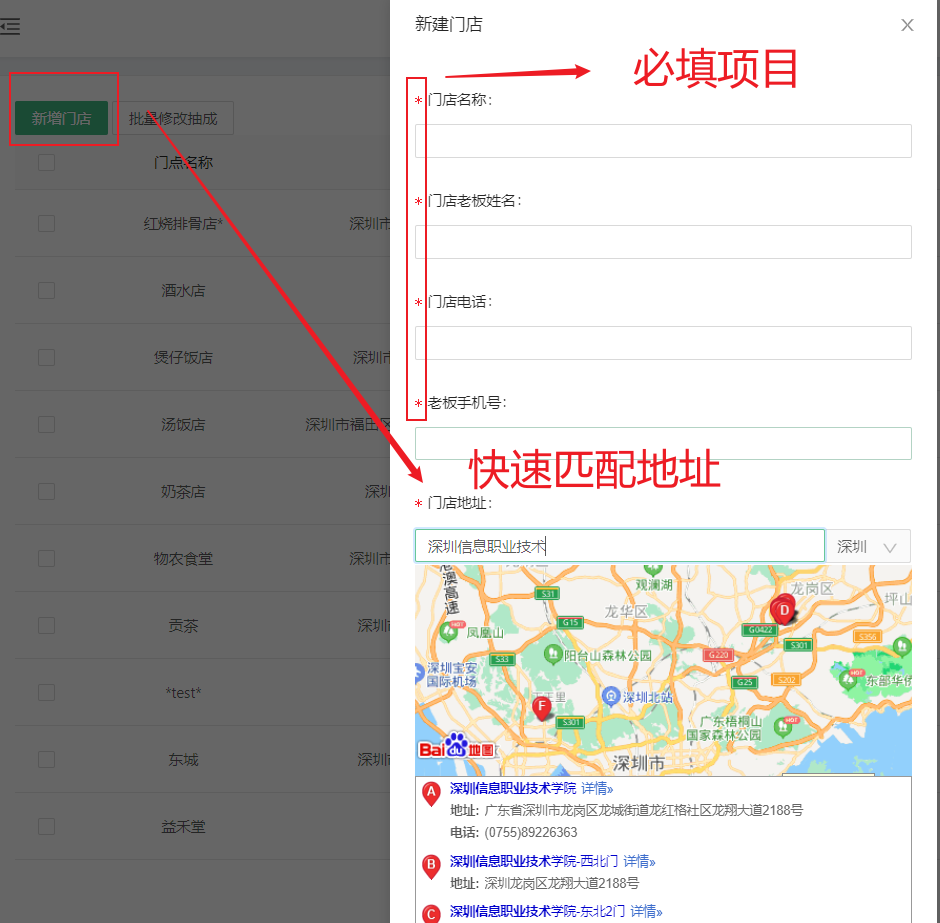 新建门店
必填项目
* 门店名称:
新增门店
批量修改抽成
门点名称
* 门店老板姓名:
红烧排骨店*
深圳市
酒水店
* 门店电话:
煲仔饭店
深圳市
* 老板手机号:
汤饭店
深圳市福田区
快速匹配地址
奶茶店
深圳
* 门店地址:
深圳信息职业技术
深圳
物农食堂
深圳市
贡茶
深圳
*test*
东城
深圳
益禾堂
S31
观澜湖
龙岗区
龙华区
坪山
G15
G0422
S356
凤凰山
HOT
S301
S33
阳台山森林公园
G220
深圳宝安
国际机场
G25
S202
HOT
东部华侨
深圳北站
D
F
S301
广东梧桐山
国家森林公园
HOT
Bai 地图
深圳市
A
深圳信息职业技术学院 详情»
地址: 广东省深圳市龙岗区龙城街道龙红格社区龙翔大道2188号
电话: (0755)89226363
B
深圳信息职业技术学院-西北门 详情»
地址: 深圳龙岗区龙翔大道2188号
C
深圳信息职业技术学院-东北2门 详情»